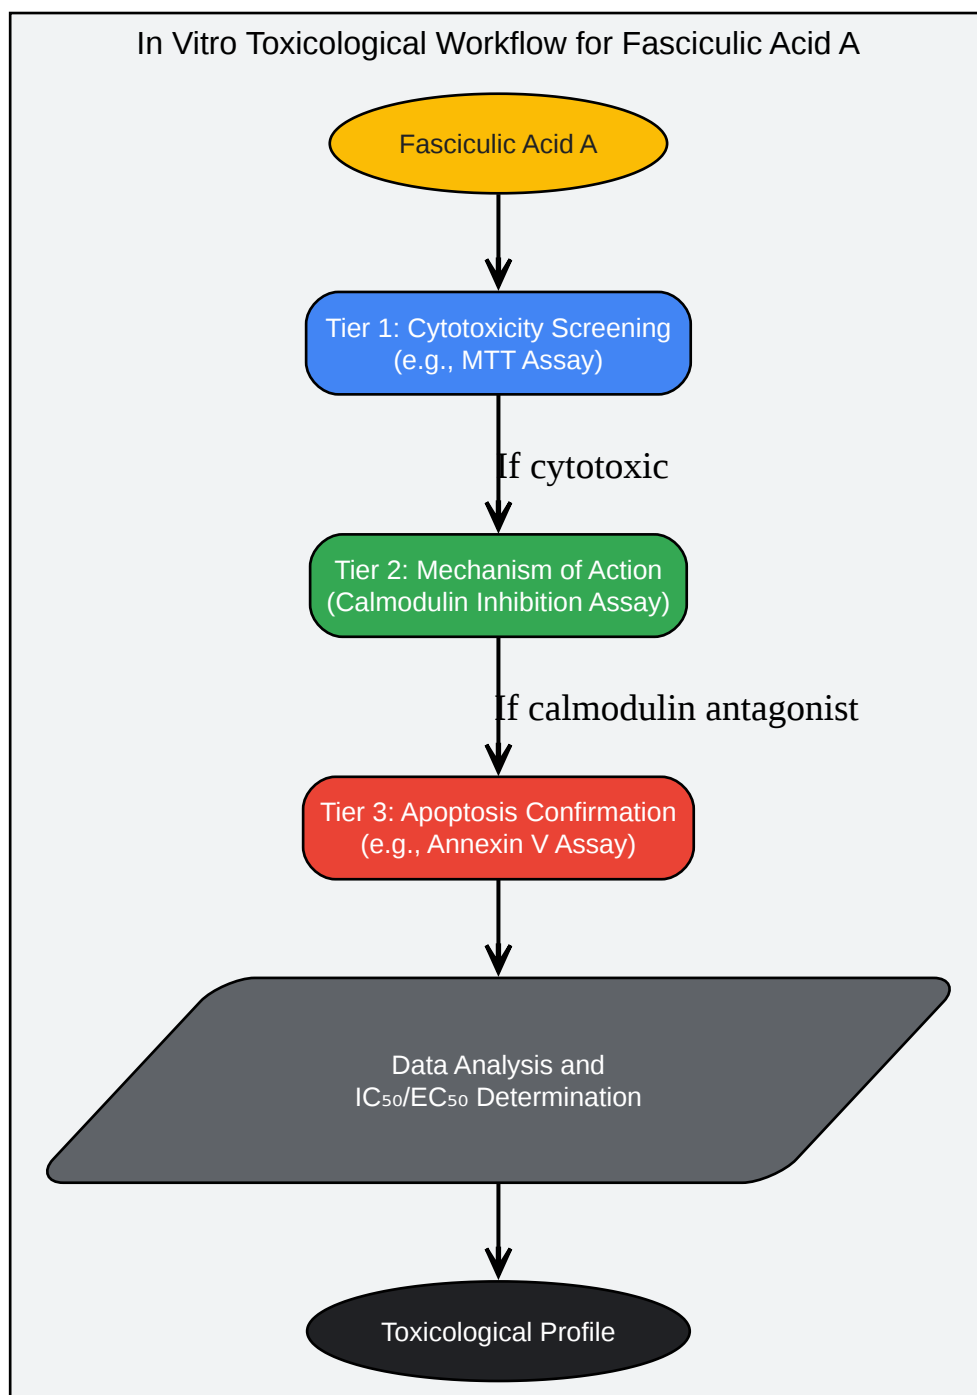 In Vitro Toxicological Workflow for Fasciculic Acid A
Fasciculic Acid A
Tier 1: Cytotoxicity Screening
(e.g., MTT Assay)
If cytotoxic
Tier 2: Mechanism of Action
(Calmodulin Inhibition Assay)
If calmodulin antagonist
Tier 3: Apoptosis Confirmation
(e.g., Annexin V Assay)
Data Analysis and
IC₅₀/EC₅₀ Determination
Toxicological Profile